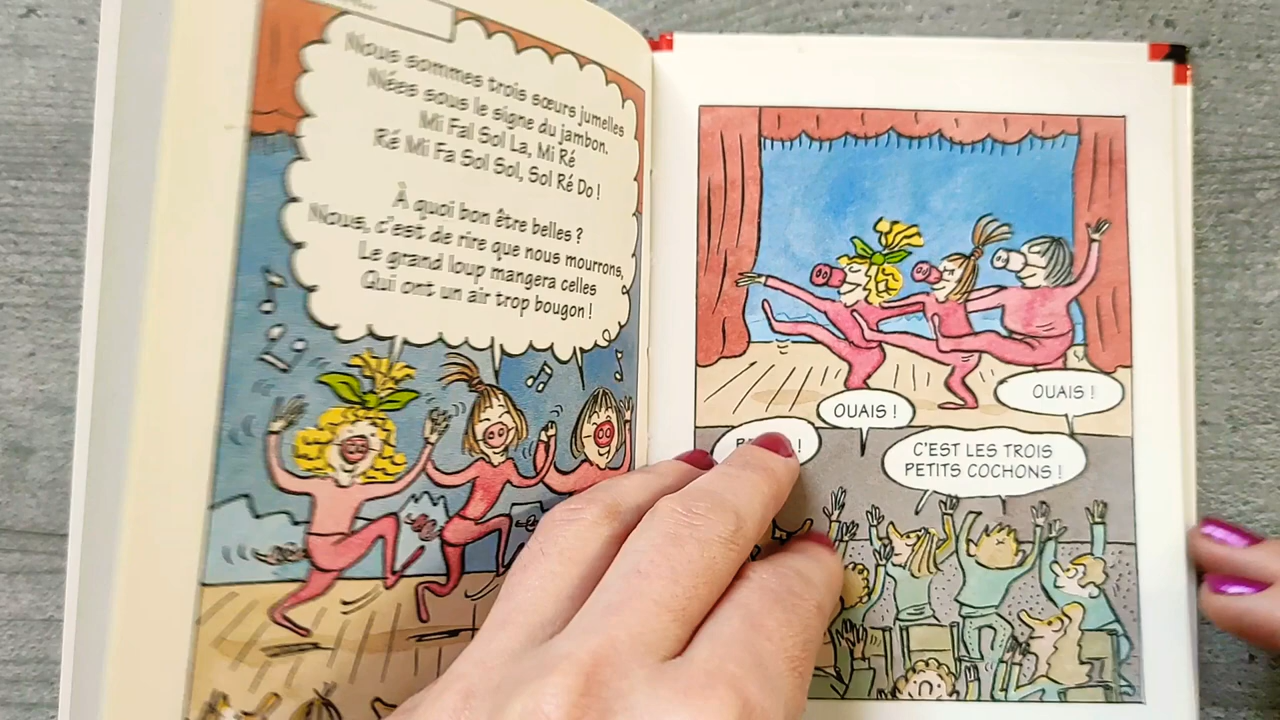 Nous sommes trois sœurs jumelles
Nées sous le signe du jambon.
Mi Fal Sol La, Mi Ré
Ré Mi Fa Sol Sol, Sol Ré Do !
À quoi bon être belles ?
Nous, c'est de rire que nous mourrons,
Le grand loup mangera celles
Qui ont un air trop bougon !
OUAIS !
OUAIS !
C'EST LES TROIS
PETITS COCHONS !